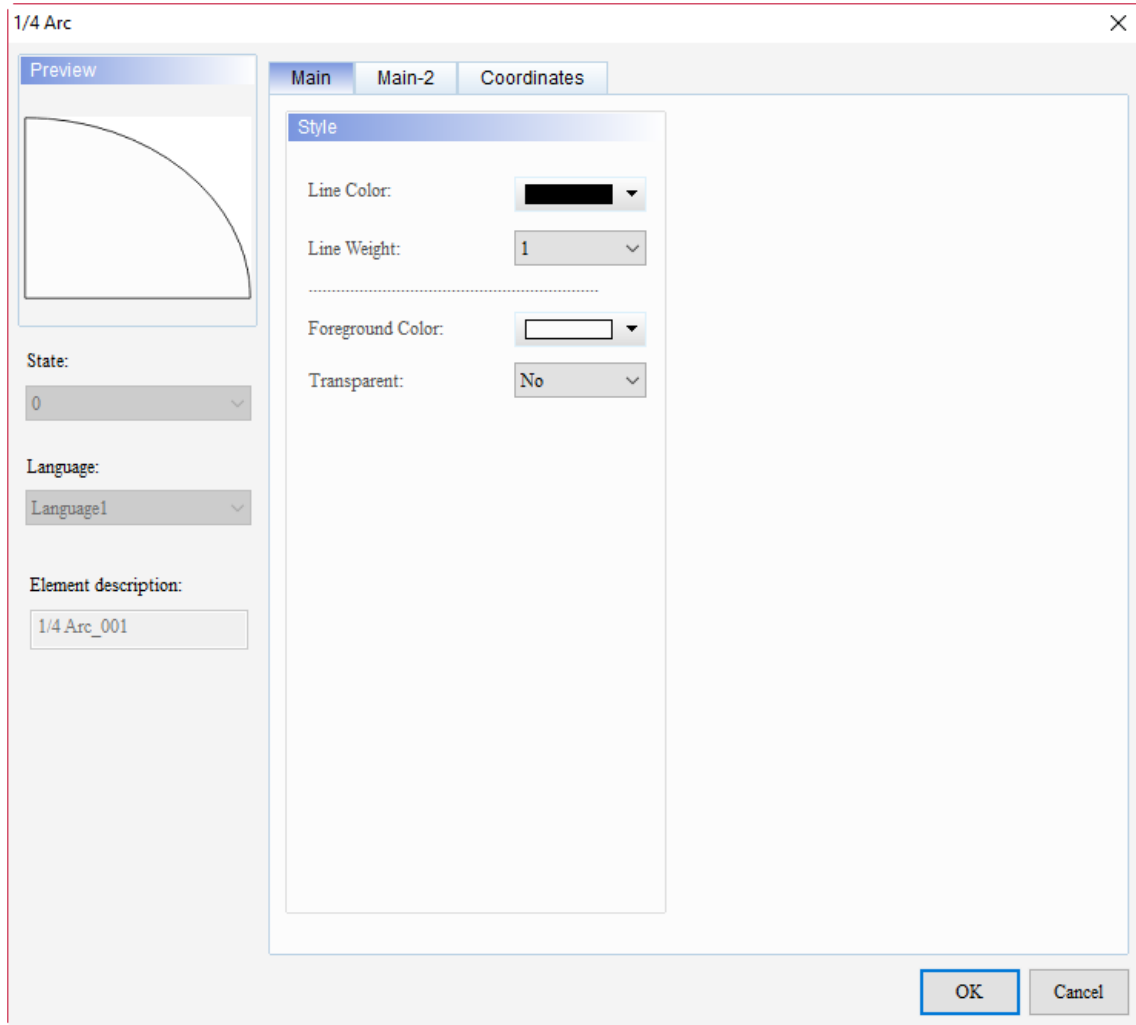 1/4 Arc
Preview
Main Main-2 Coordinates
Style
Line Color:
Line Weight: 1
Foreground Color:
Transparent: No
State:
0
Language:
Language1
Element description:
1/4 Arc_001
OK Cancel